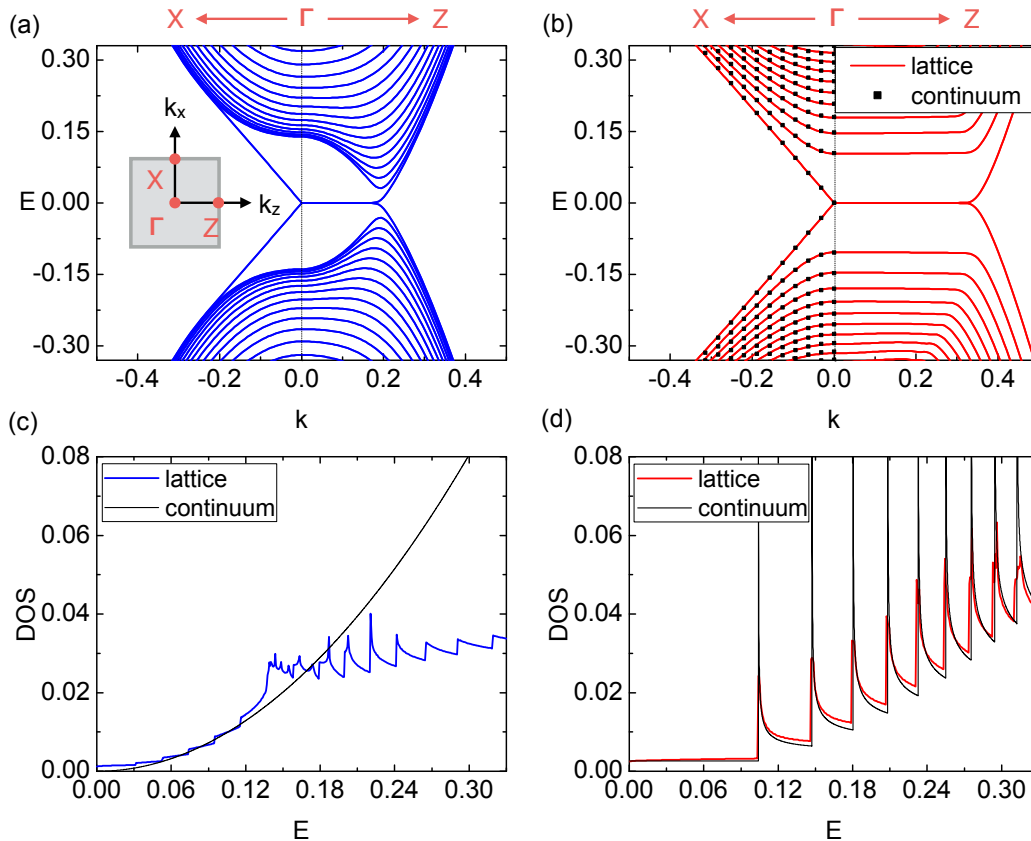 (a) X Γ Z
0.30
0.15
E 0.00
-0.15
-0.30
k_x
X
Γ Z
k_z
-0.4 -0.2 0.0 0.2 0.4
k
(b) X Γ Z
lattice
continuum
0.30
0.15
E 0.00
-0.15
-0.30
-0.4 -0.2 0.0 0.2 0.4
k
(c)
lattice
continuum
0.08
0.06
DOS
0.04
0.02
0.00
0.00 0.06 0.12 0.18 0.24 0.30
E
(d)
lattice
continuum
0.08
0.06
DOS
0.04
0.02
0.00
0.00 0.06 0.12 0.18 0.24 0.30
E